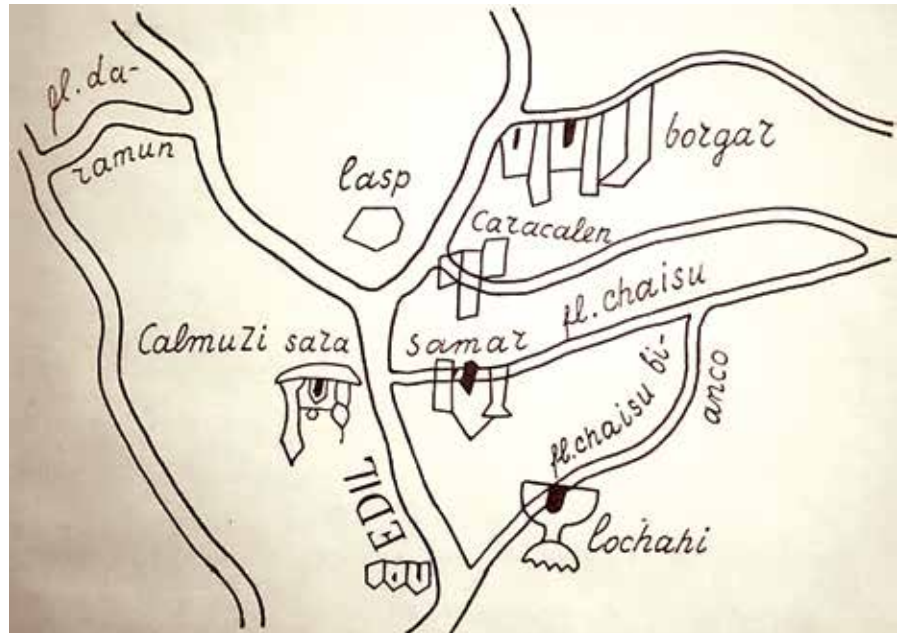 fl. da-
ramun
lasp
borgar
Caracalen
fl. chaisu
Calmuzi sara
samar
fl. chaisu bi-
anco
EDIL
lochahi